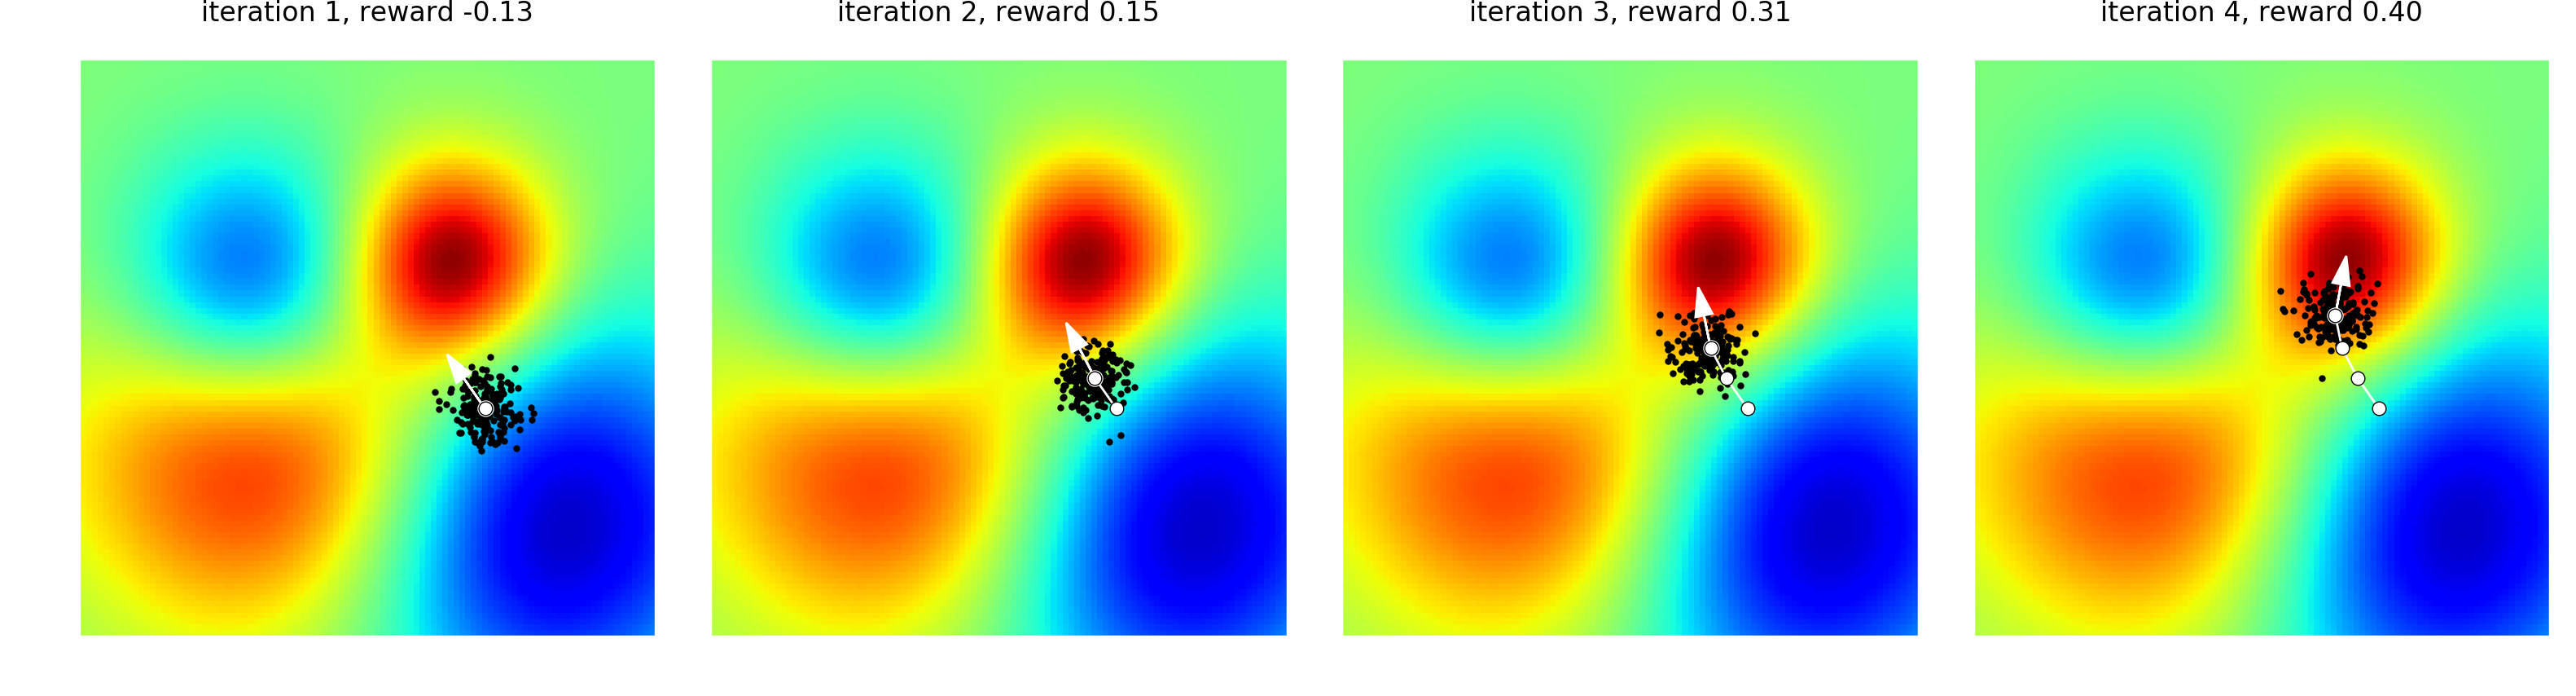 iteration 1, reward -0.13
iteration 2, reward 0.15
iteration 3, reward 0.31
iteration 4, reward 0.40